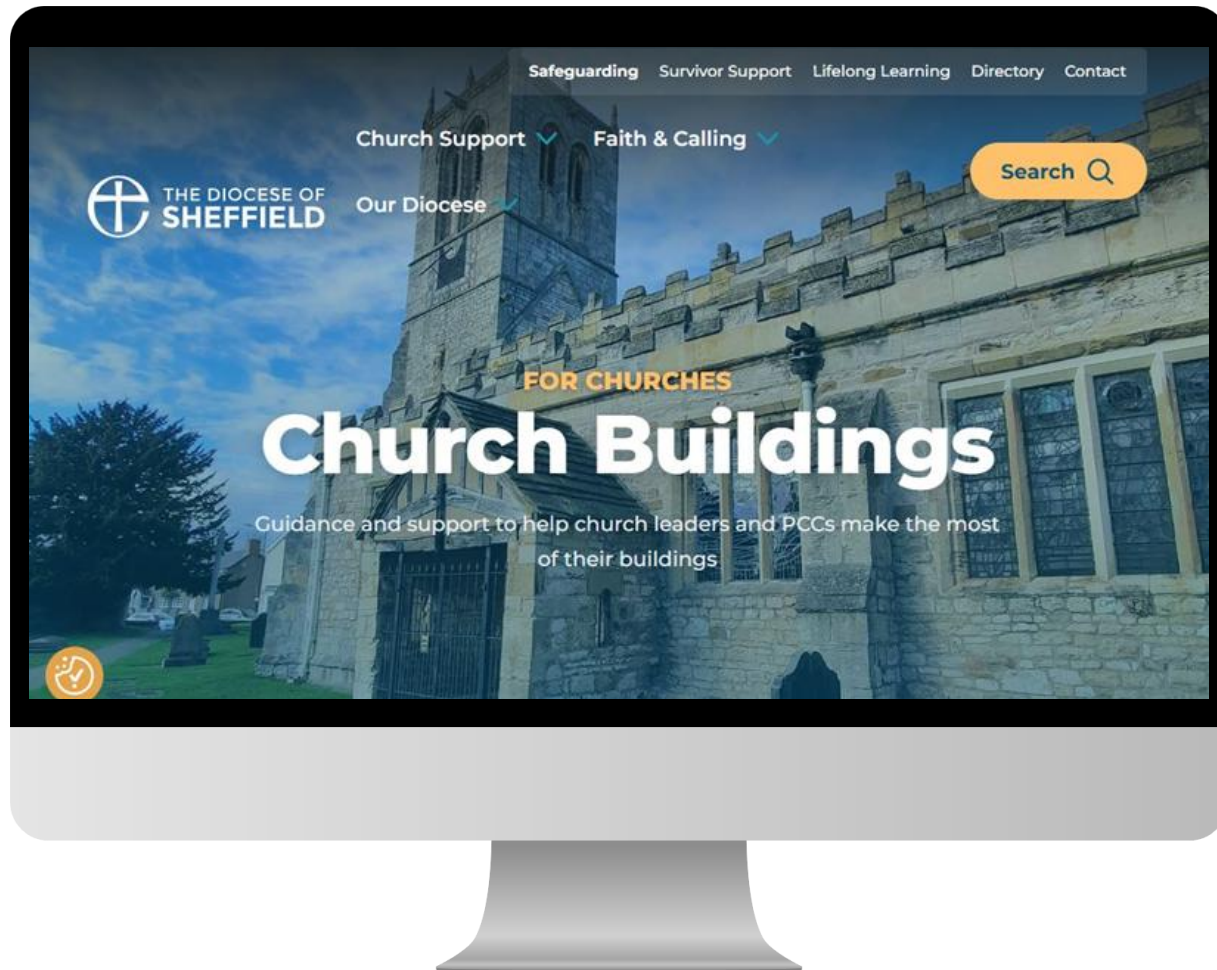 Safeguarding Survivor Support Lifelong Learning Directory Contact
Church Support Faith & Calling
Search
THE DIOCESE OF
SHEFFIELD
Our Diocese
FOR CHURCHES
Church Buildings
Guidance and support to help church leaders and PCCs make the most
of their buildings